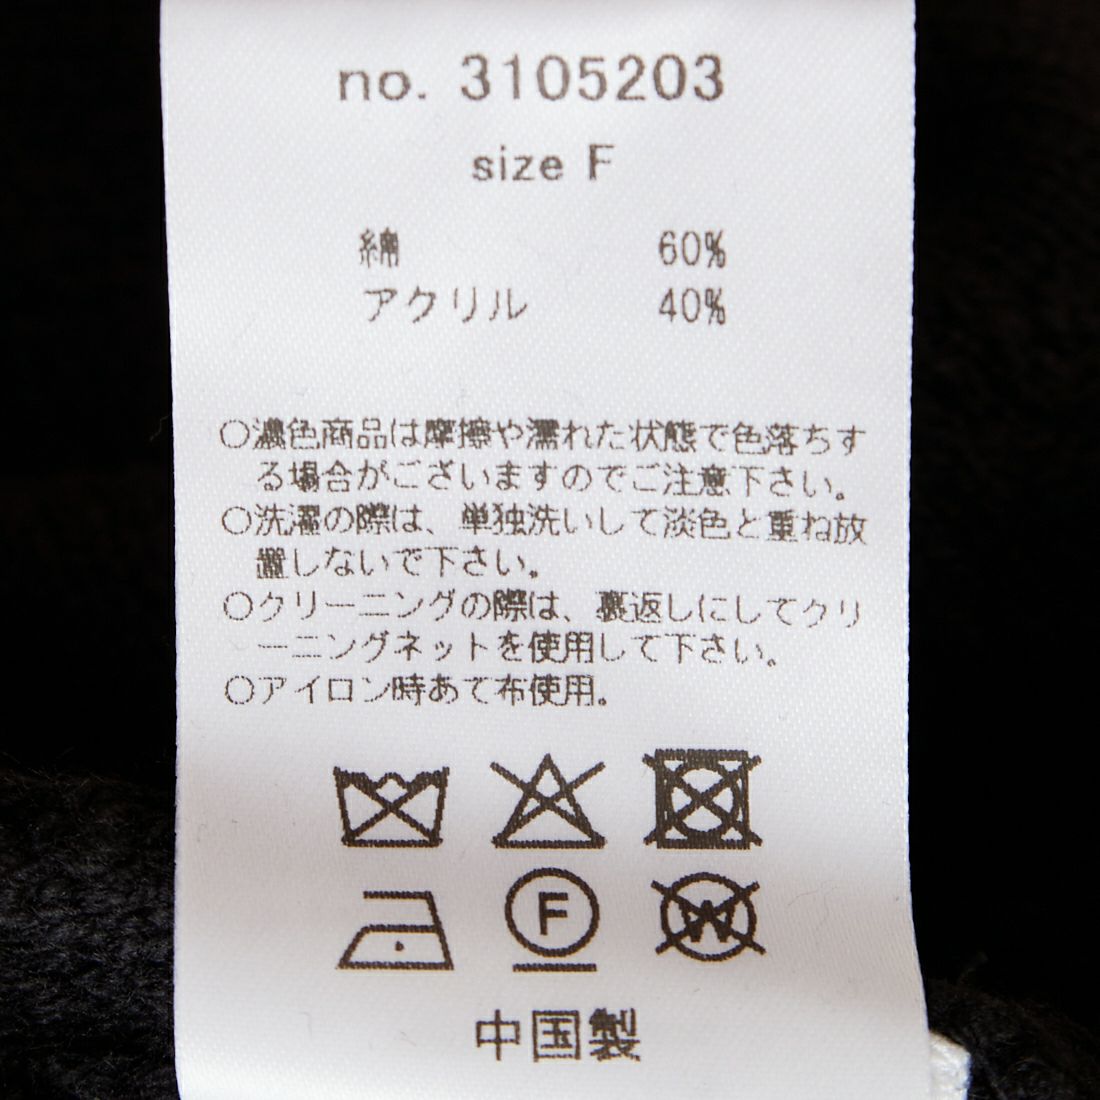 no. 3105203
size F
綿 60%
アクリル 40%
○濃色商品は摩擦や濡れた状態で色落ちす
る場合がございますのでご注意下さい。
○洗濯の際は、単独洗いして淡色と重ね放
置しないで下さい。
○クリーニングの際は、裏返しにしてクリ
ーニングネットを使用して下さい。
○アイロン時あて布使用。
F
W
中国製